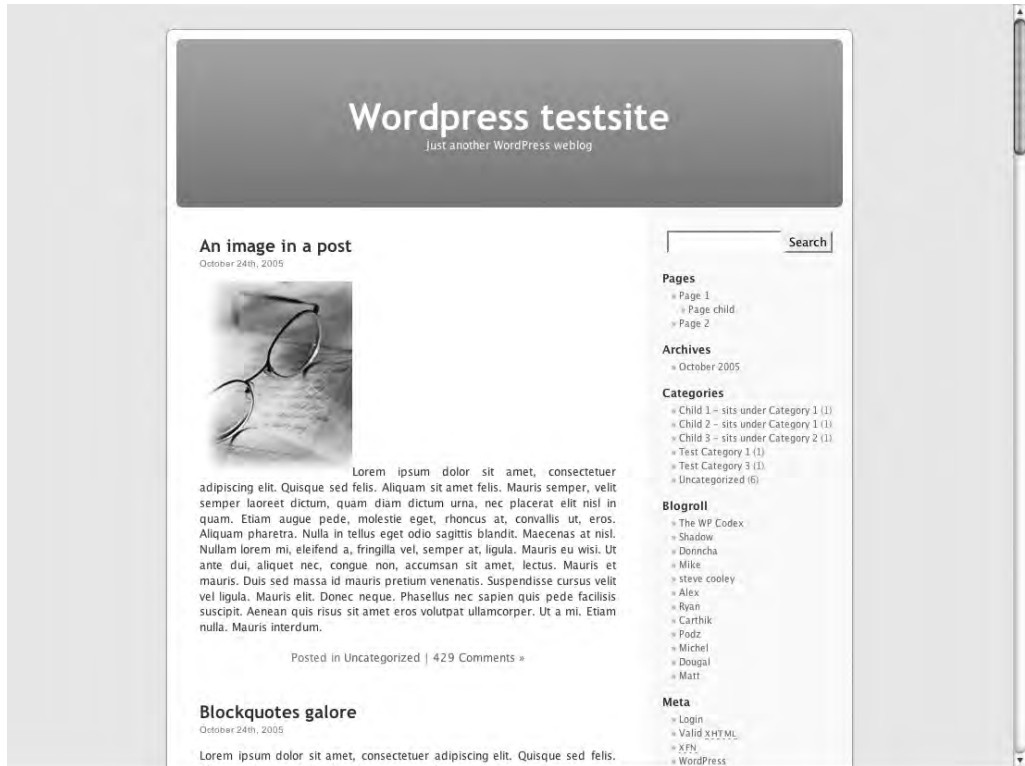 Wordpress testsite
Just another WordPress weblog
An image in a post
October 24th, 2005
Lorem ipsum dolor sit amet, consectetuer
adipiscing elit. Quisque sed felis. Aliquam sit amet felis. Mauris semper, velit
semper laoreet dictum, quam diam dictum urna, nec placerat elit nisl in
quam. Etiam augue pede, molestie eget, rhoncus at, convallis ut, eros.
Aliquam pharetra. Nulla in tellus eget odio sagittis blandit. Maecenas at nisl.
Nullam lorem mi, eleifend a, fringilla vel, semper at, ligula. Mauris eu wisi. Ut
ante dui, aliquet nec, congue non, accumsan sit amet, lectus. Mauris et
mauris. Duis sed massa id mauris pretium venenatis. Suspendisse cursus velit
vel ligula. Mauris elit. Donec neque. Phasellus nec sapien quis pede facilisis
suscipit. Aenean quis risus sit amet eros volutpat ullamcorper. Ut a mi. Etiam
nulla. Mauris interdum.
Posted in Uncategorized | 429 Comments »
Blockquotes galore
October 24th, 2005
Lorem ipsum dolor sit amet, consectetuer adipiscing elit. Quisque sed felis.
Search
Pages
» Page 1
» Page child
» Page 2
Archives
» October 2005
Categories
» Child 1 – sits under Category 1 (1)
» Child 2 – sits under Category 1 (1)
» Child 3 – sits under Category 2 (1)
» Test Category 1 (1)
» Test Category 3 (1)
» Uncategorized (6)
Blogroll
» The WP Codex
» Shadow
» Donncha
» Mike
» steve cooley
» Alex
» Ryan
» Carthik
» Podz
» Michel
» Dougal
» Matt
Meta
» Login
» Valid XHTML
» XFN
» WordPress